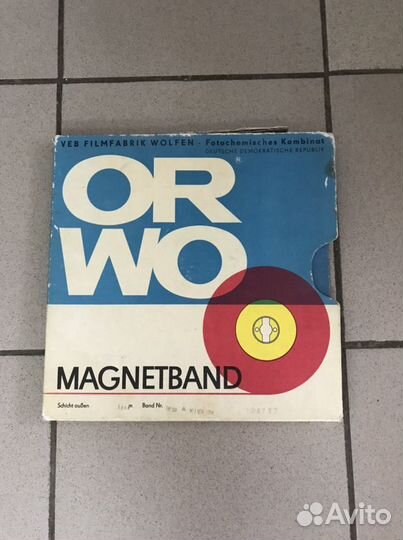 VEB FILMFABRIK WOLFEN - Fotochemisches Kombinat
DEUTSCHE DEMOKRATISCHE REPUBLIK
OR
WO
®
MAGNETBAND
Schicht außen m Band Nr.
Avito